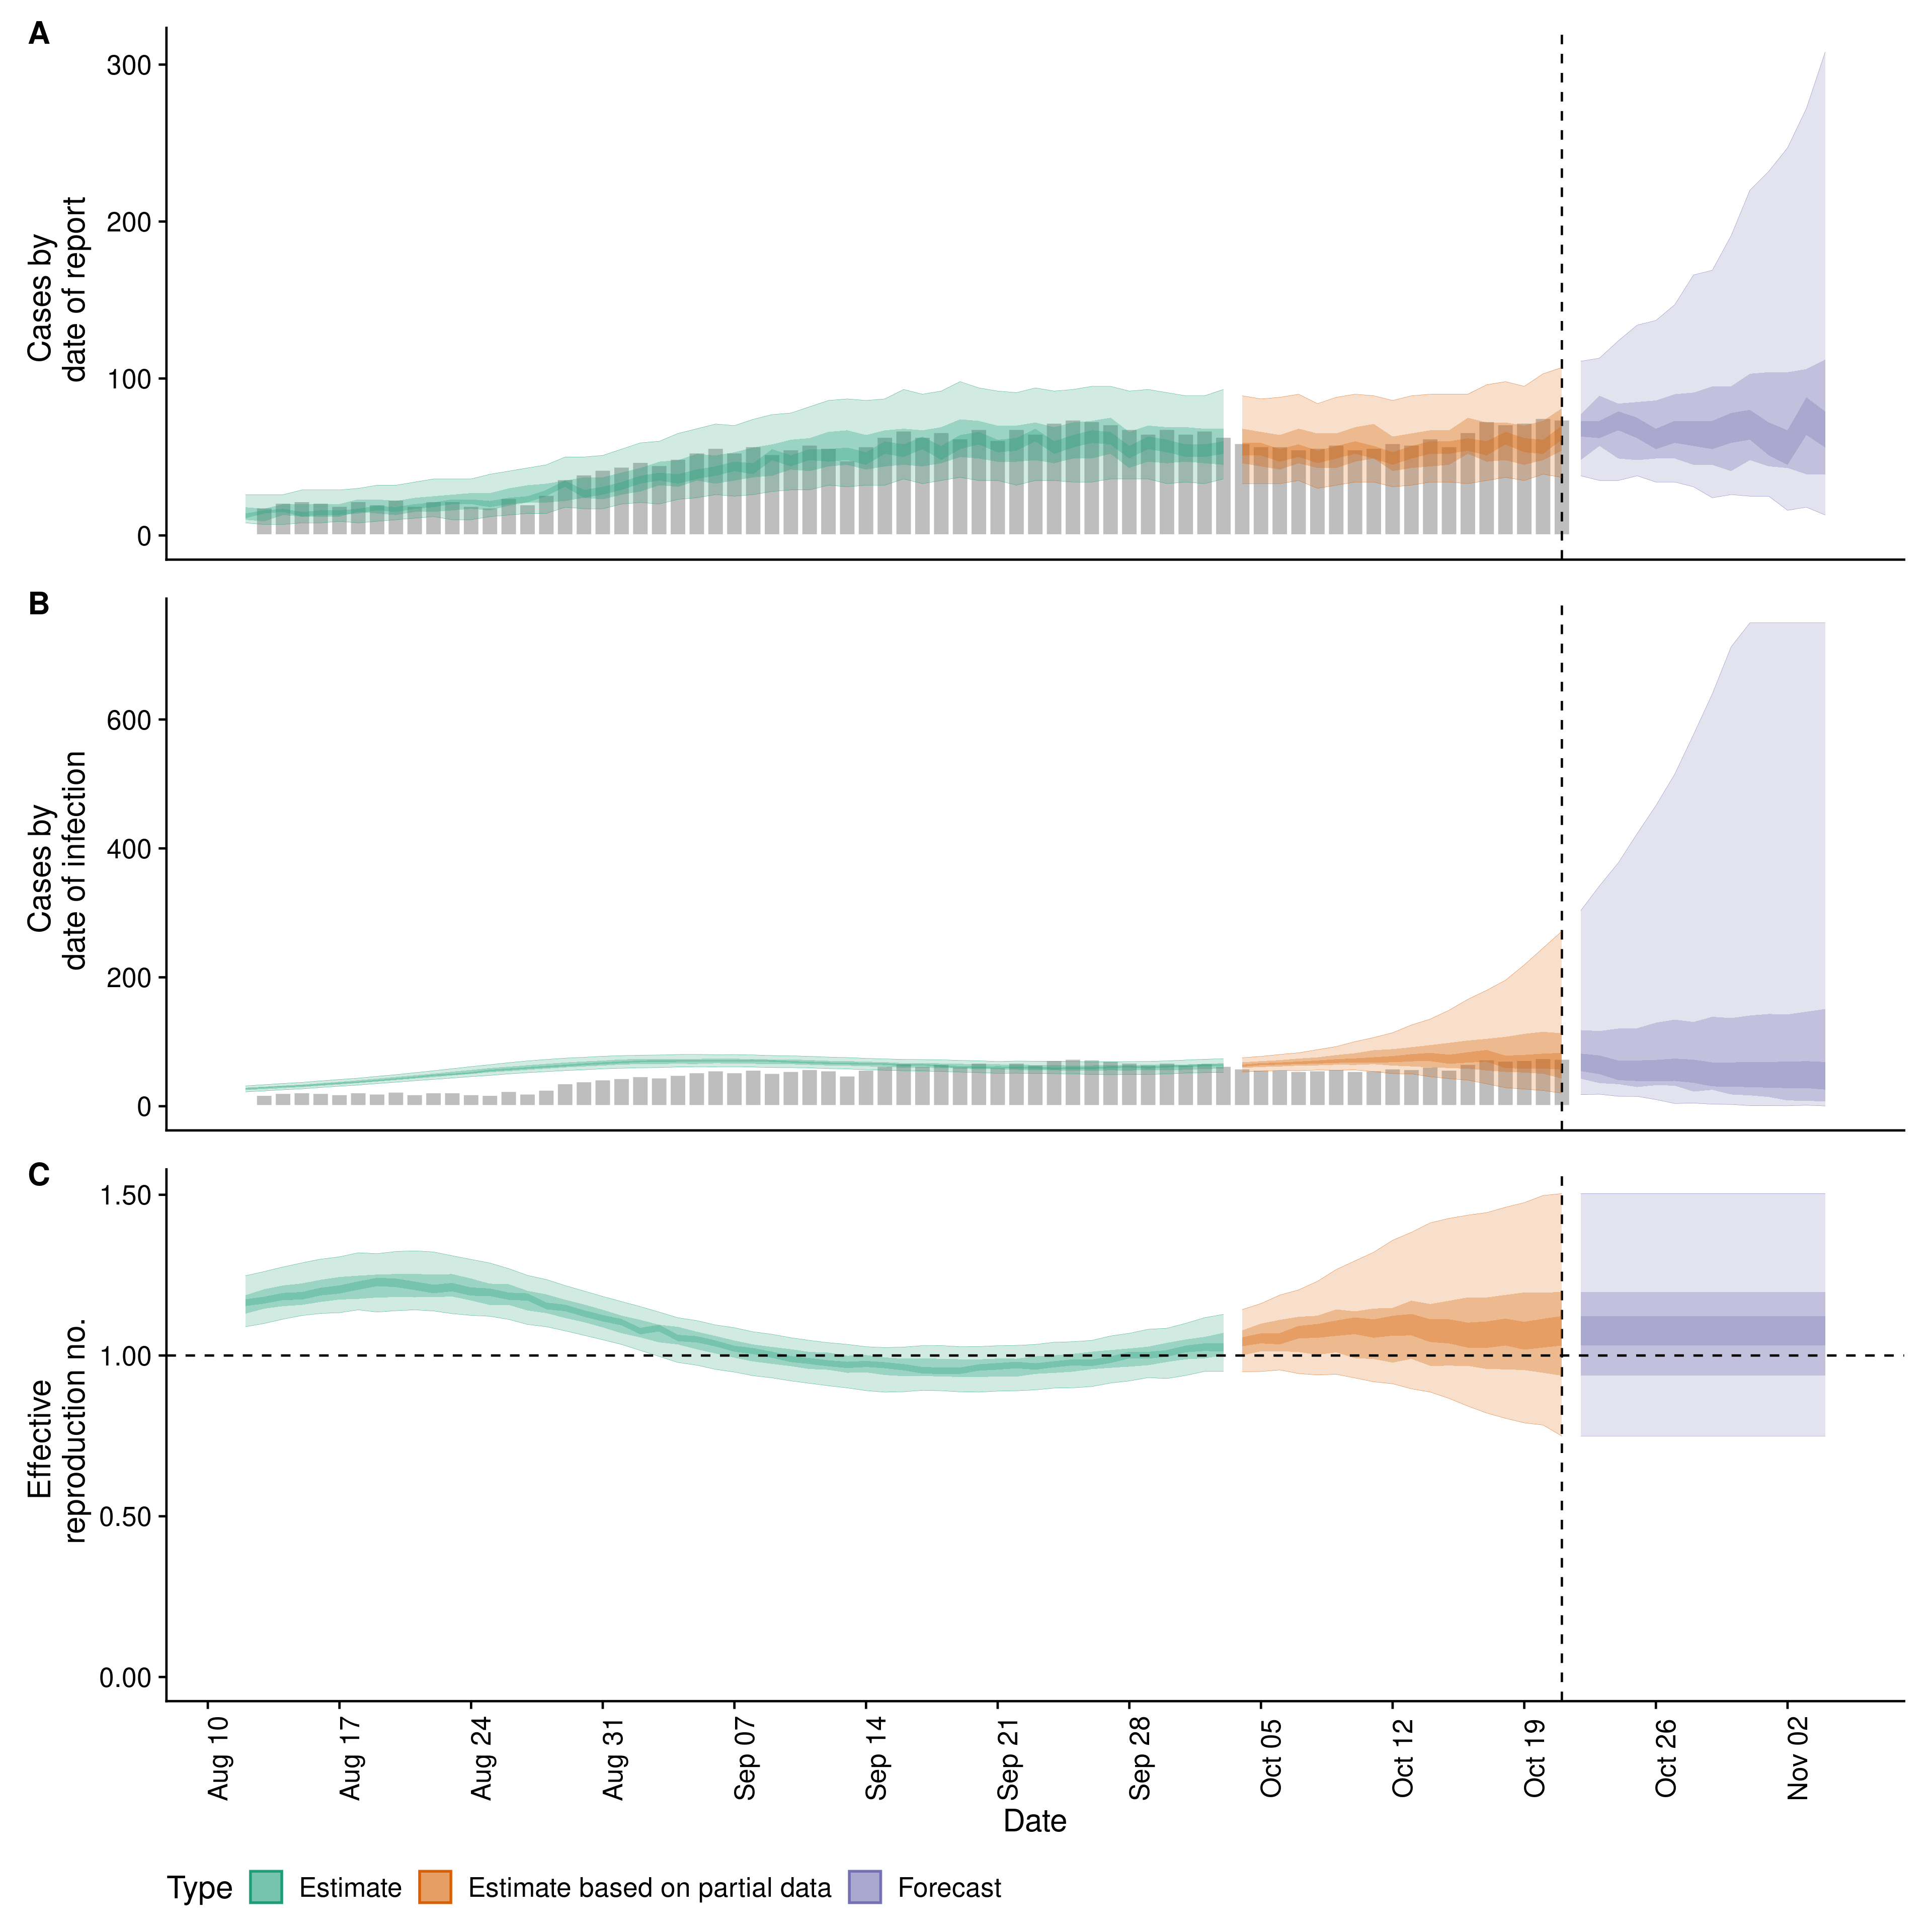 A
300
200
100
0
Cases by
date of report
B
600
400
200
0
Cases by
date of infection
C
1.50
1.00
0.50
0.00
Effective
reproduction no.
Aug 10
Aug 17
Aug 24
Aug 31
Sep 07
Sep 14
Sep 21
Sep 28
Oct 05
Oct 12
Oct 19
Oct 26
Nov 02
Date
Type Estimate Estimate based on partial data Forecast